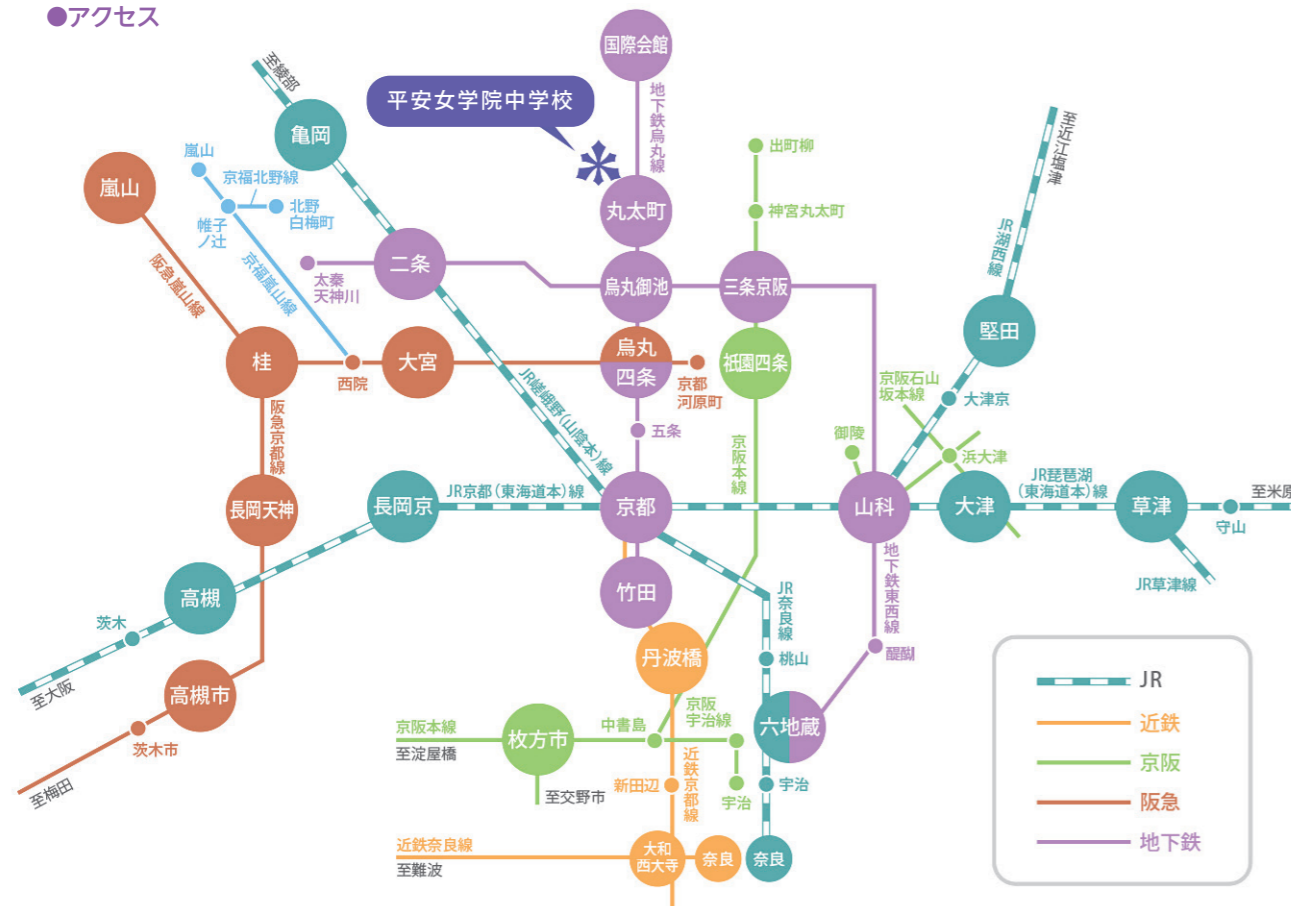 ●アクセス
国際会館
至綾部
地下鉄烏丸線
平安女学院中学校
亀岡
出町柳
至近江塩津
嵐山
嵐山
京福北野線
北野
白梅町
帷子
ノ辻
丸太町
神宮丸太町
JR湖西線
阪急嵐山線
京福嵐山線
太秦
天神川
二条
烏丸御池
三条京阪
堅田
桂
西院
大宮
烏丸
四条
京都
河原町
祇園四条
京阪石山
坂本線
大津京
JR嵯峨野(山陰本)線
阪急京都線
五条
京阪本線
御陵
浜大津
長岡天神
長岡京
JR京都(東海道本)線
京都
山科
大津
JR琵琶湖
(東海道本)線
草津
至米原
守山
JR草津線
竹田
JR奈良線
地下鉄東西線
高槻
茨木
至大阪
丹波橋
桃山
醍醐
高槻市
茨木市
至梅田
京阪本線
至淀屋橋
枚方市
至交野市
中書島
京阪
宇治線
六地蔵
新田辺
近鉄京都線
宇治
宇治
近鉄奈良線
至難波
大和
西大寺
奈良
奈良
JR
近鉄
京阪
阪急
地下鉄